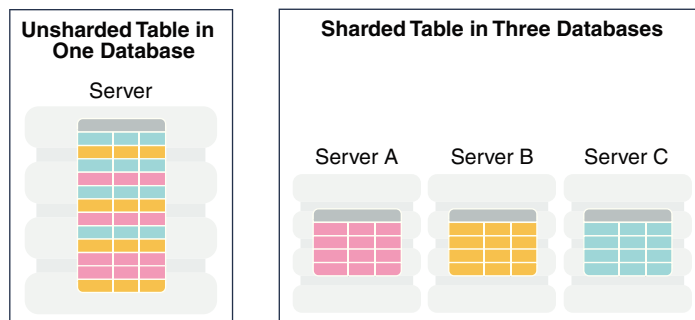 Unsharded Table in
One Database
Server
Sharded Table in Three Databases
Server A
Server B
Server C